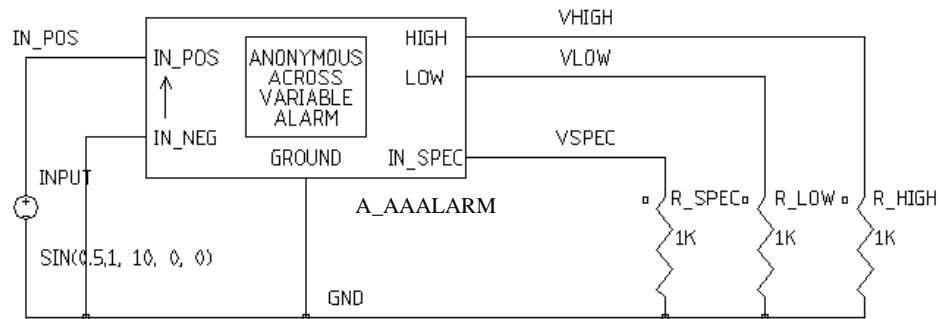 VHIGH
IN_POS
HIGH
IN_POS
ANONYMOUS
ACROSS
VARIABLE
ALARM
VLOW
LOW
IN_NEG
VSPEC
GROUND
IN_SPEC
INPUT
A_AAALARM
R_SPEC
R_LOW
R_HIGH
1K
1K
1K
SIN(0.5,1, 10, 0, 0)
GND